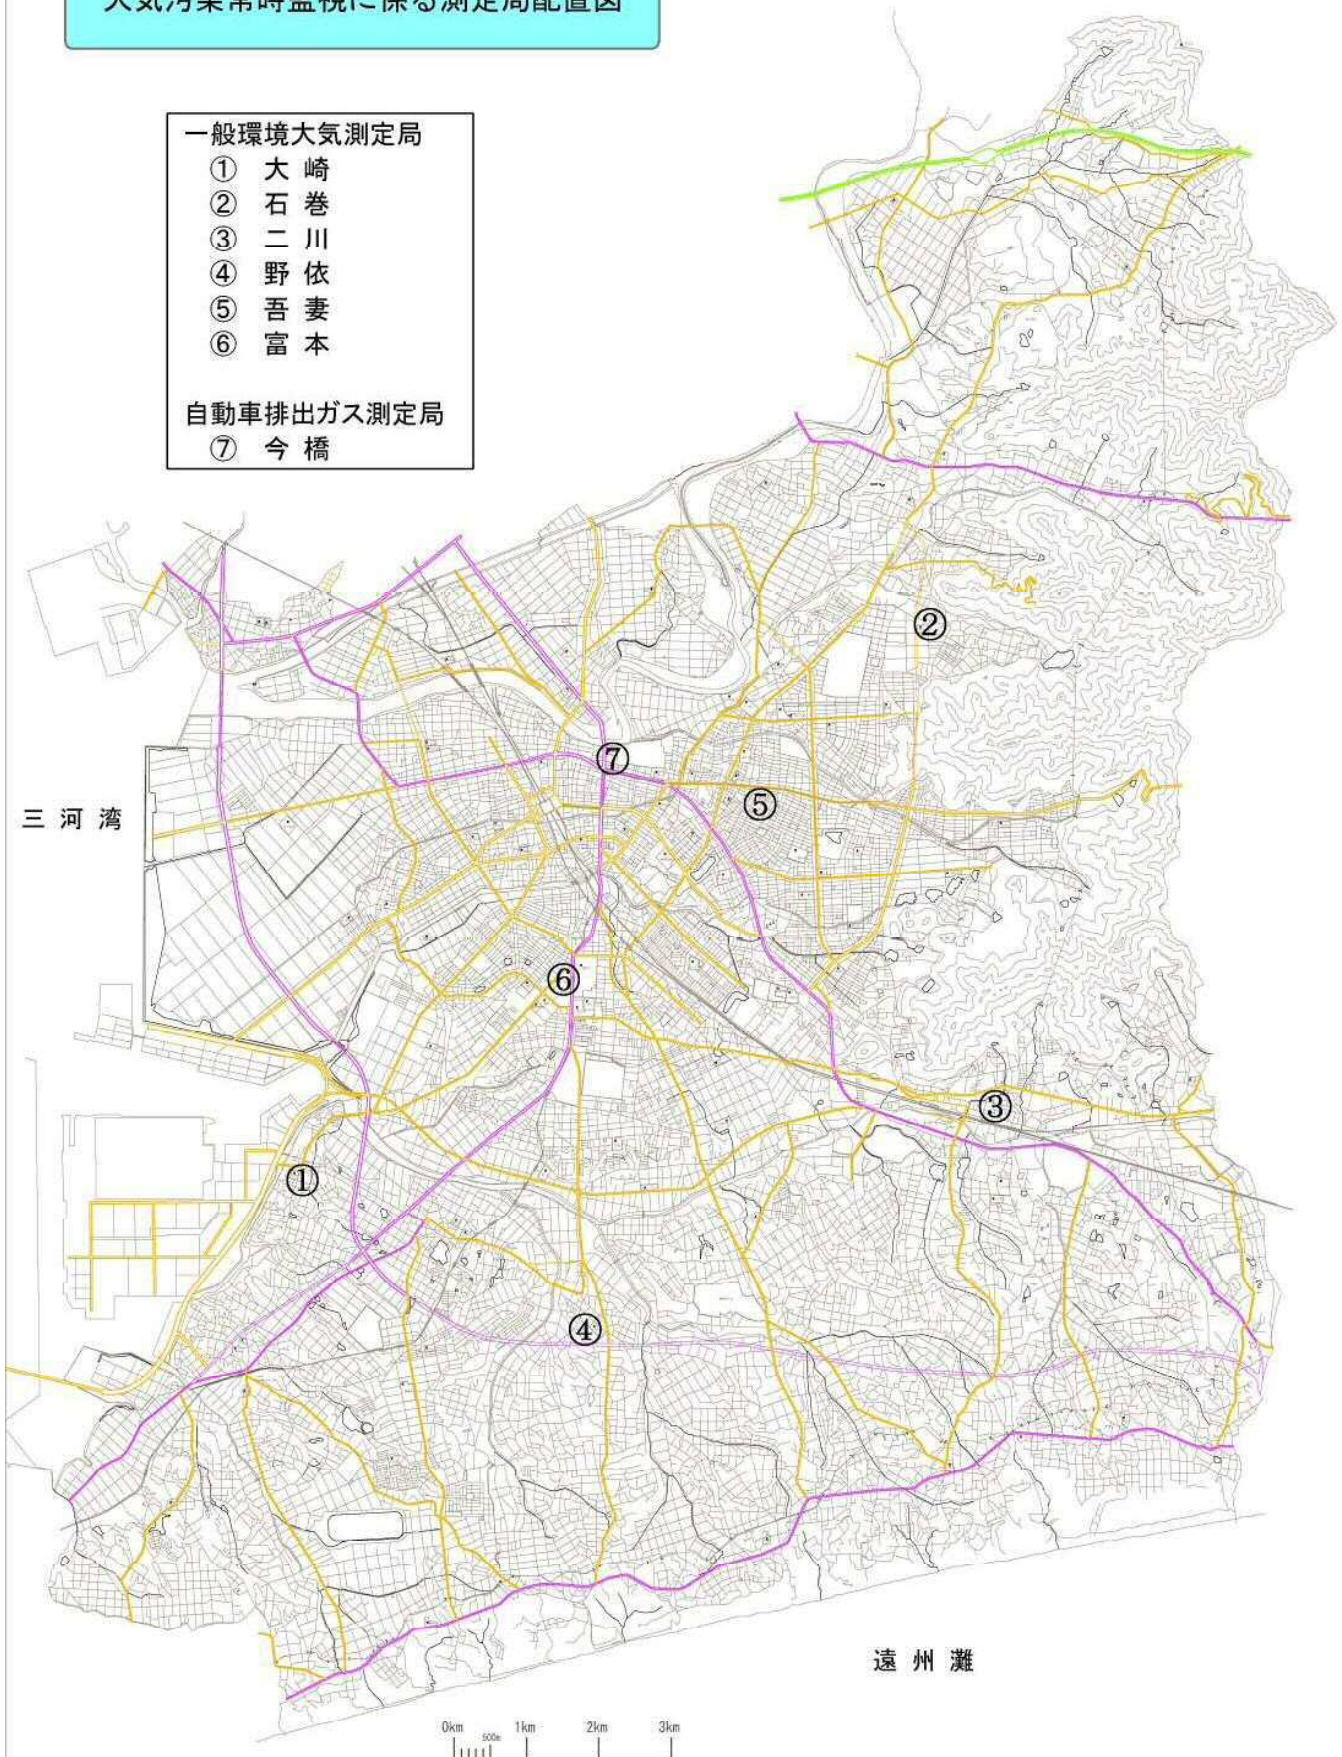 大気汚染常時監視に係る測定局配置図
一般環境大気測定局
① 大 崎
② 石 巻
③ 二 川
④ 野 依
⑤ 吾 妻
⑥ 富 本
自動車排出ガス測定局
⑦ 今 橋
②
⑦
⑤
三 河 湾
⑥
③
①
④
遠 州 灘
0km 500m 1km 2km 3km